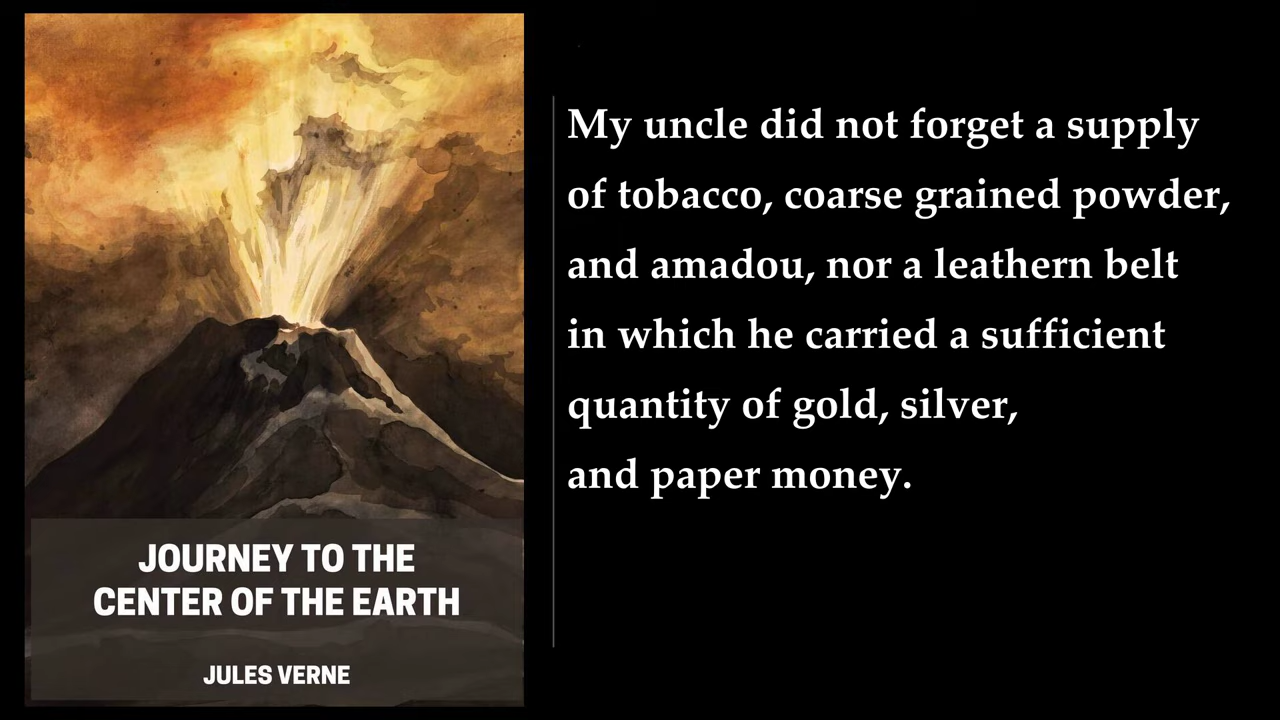 My uncle did not forget a supply
of tobacco, coarse grained powder,
and amadou, nor a leathern belt
in which he carried a sufficient
quantity of gold, silver,
and paper money.
JOURNEY TO THE
CENTER OF THE EARTH
JULES VERNE